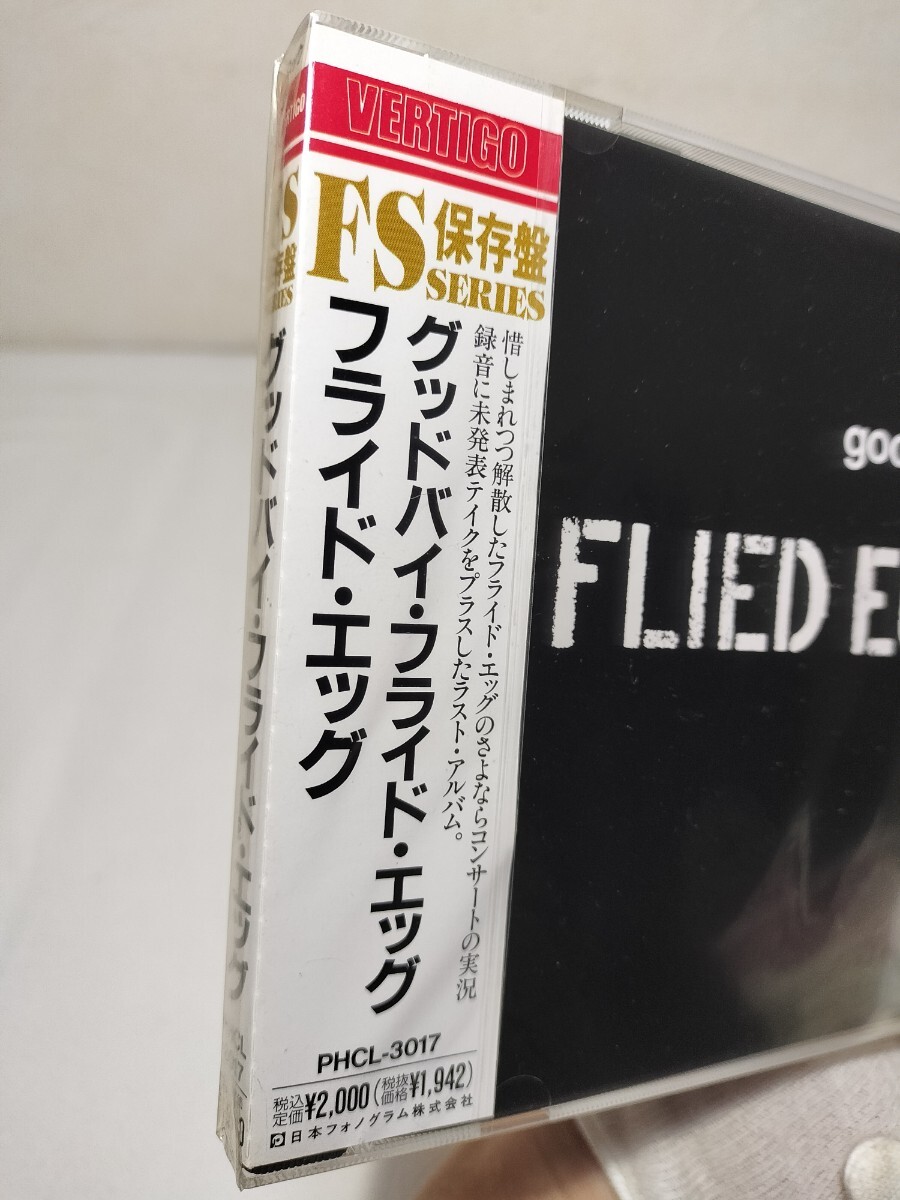 VERTIGO
FS保存盤
SERIES
惜しまれつつ解散したフライド・エッグのさよならコンサートの実況
録音に未発表テイクをプラスしたラスト・アルバム。
グッドバイ・フライド・エッグ
フライド・エッグ
PHCL-3017
税込定価¥2,000(税抜価格¥1,942)
日本フォノグラム株式会社
グッドバイ・フライド・エッグ
FLIED